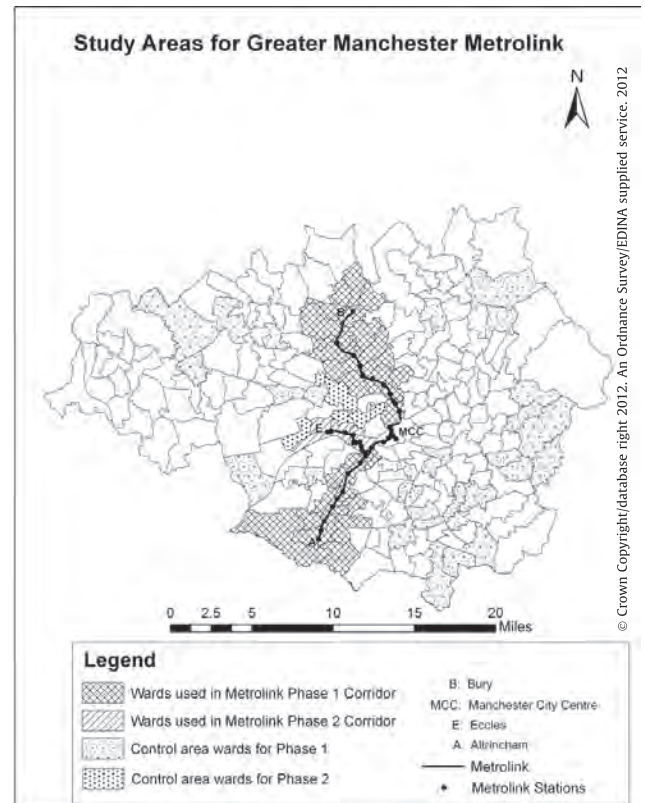 Study Areas for Greater Manchester Metrolink
N
© Crown Copyright/database right 2012. An Ordnance Survey/EDINA supplied service. 2012
B
E
MCC
A
0 2.5 5 10 15 20
Miles
Legend
Wards used in Metrolink Phase 1 Corridor
Wards used in Metrolink Phase 2 Corridor
Control area wards for Phase 1
Control area wards for Phase 2
B: Bury
MCC: Manchester City Centre
E: Eccles
A: Altrincham
Metrolink
Metrolink Stations